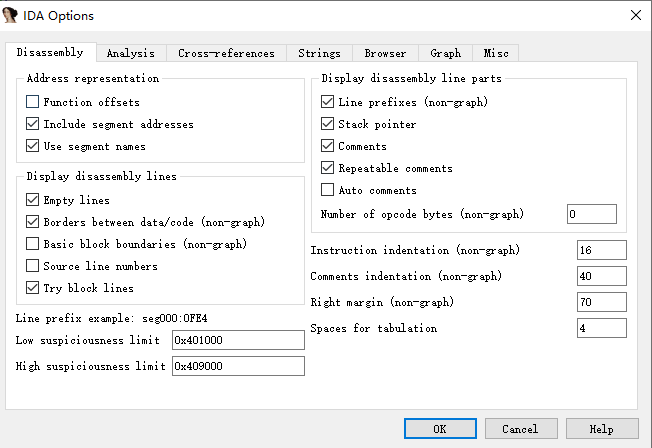 IDA Options
Disassembly Analysis Cross-references Strings Browser Graph Misc
Address representation
Function offsets
Include segment addresses
Use segment names
Display disassembly lines
Empty lines
Borders between data/code (non-graph)
Basic block boundaries (non-graph)
Source line numbers
Try block lines
Line prefix example: seg000:0FE4
Low suspiciousness limit 0x401000
High suspiciousness limit 0x409000
Display disassembly line parts
Line prefixes (non-graph)
Stack pointer
Comments
Repeatable comments
Auto comments
Number of opcode bytes (non-graph) 0
Instruction indentation (non-graph) 16
Comments indentation (non-graph) 40
Right margin (non-graph) 70
Spaces for tabulation 4
OK Cancel Help